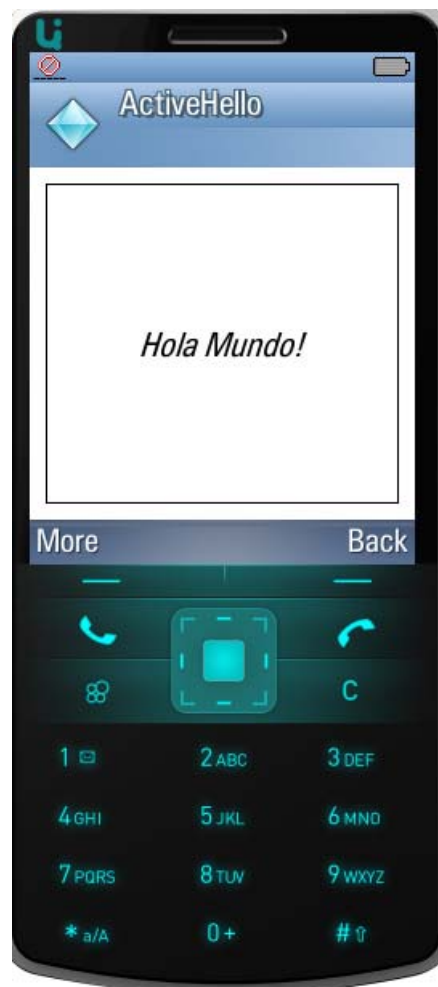 ActiveHello
Hola Mundo!
More Back
C
1 2 ABC 3 DEF
4 GHI 5 JKL 6 MNO
7 PQRS 8 TUV 9 WXYZ
* a/A 0 + # ⇧